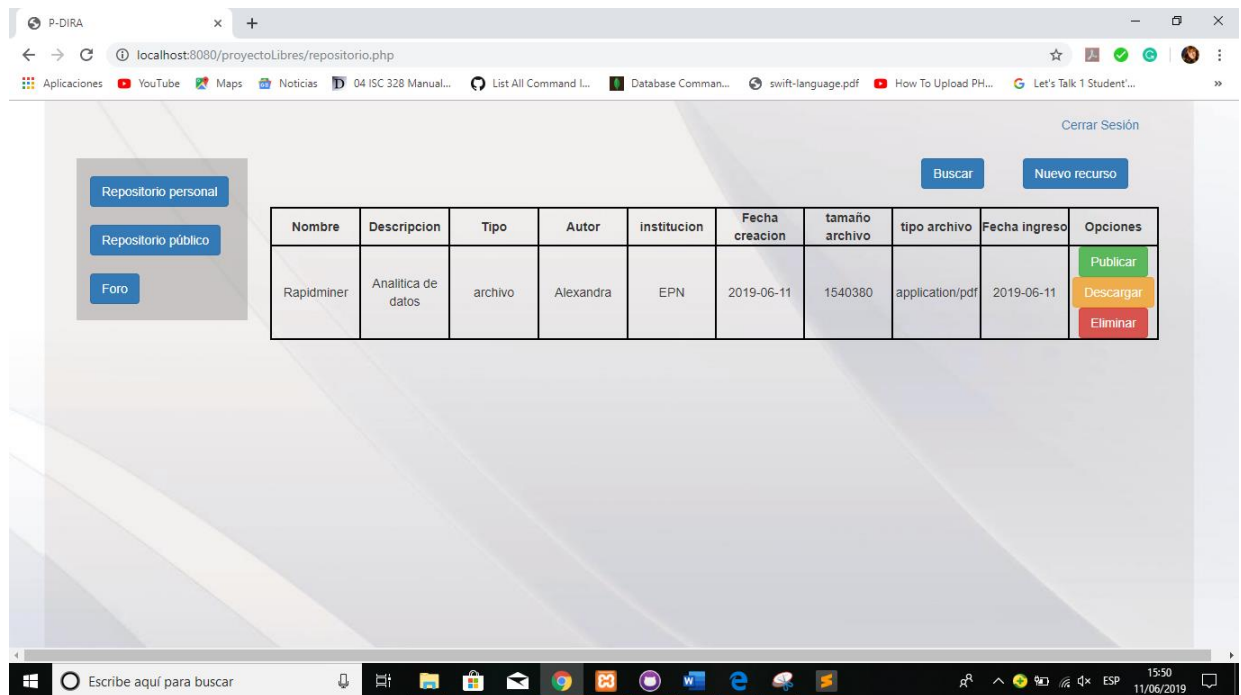 P-DIRA
localhost:8080/proyectoLibres/repositorio.php
Aplicaciones YouTube Maps Noticias 04 ISC 328 Manual... List All Command I... Database Comman... swift-language.pdf How To Upload PH... Let's Talk 1 Student'... »
Cerrar Sesión
Buscar Nuevo recurso
Repositorio personal
Repositorio público
Foro
Nombre Descripcion Tipo Autor institucion Fecha creacion tamaño archivo tipo archivo Fecha ingreso Opciones
Rapidminer Analitica de datos archivo Alexandra EPN 2019-06-11 1540380 application/pdf 2019-06-11 Publicar
Descargar
Eliminar
Escribe aquí para buscar
ESP
15:50
11/06/2019